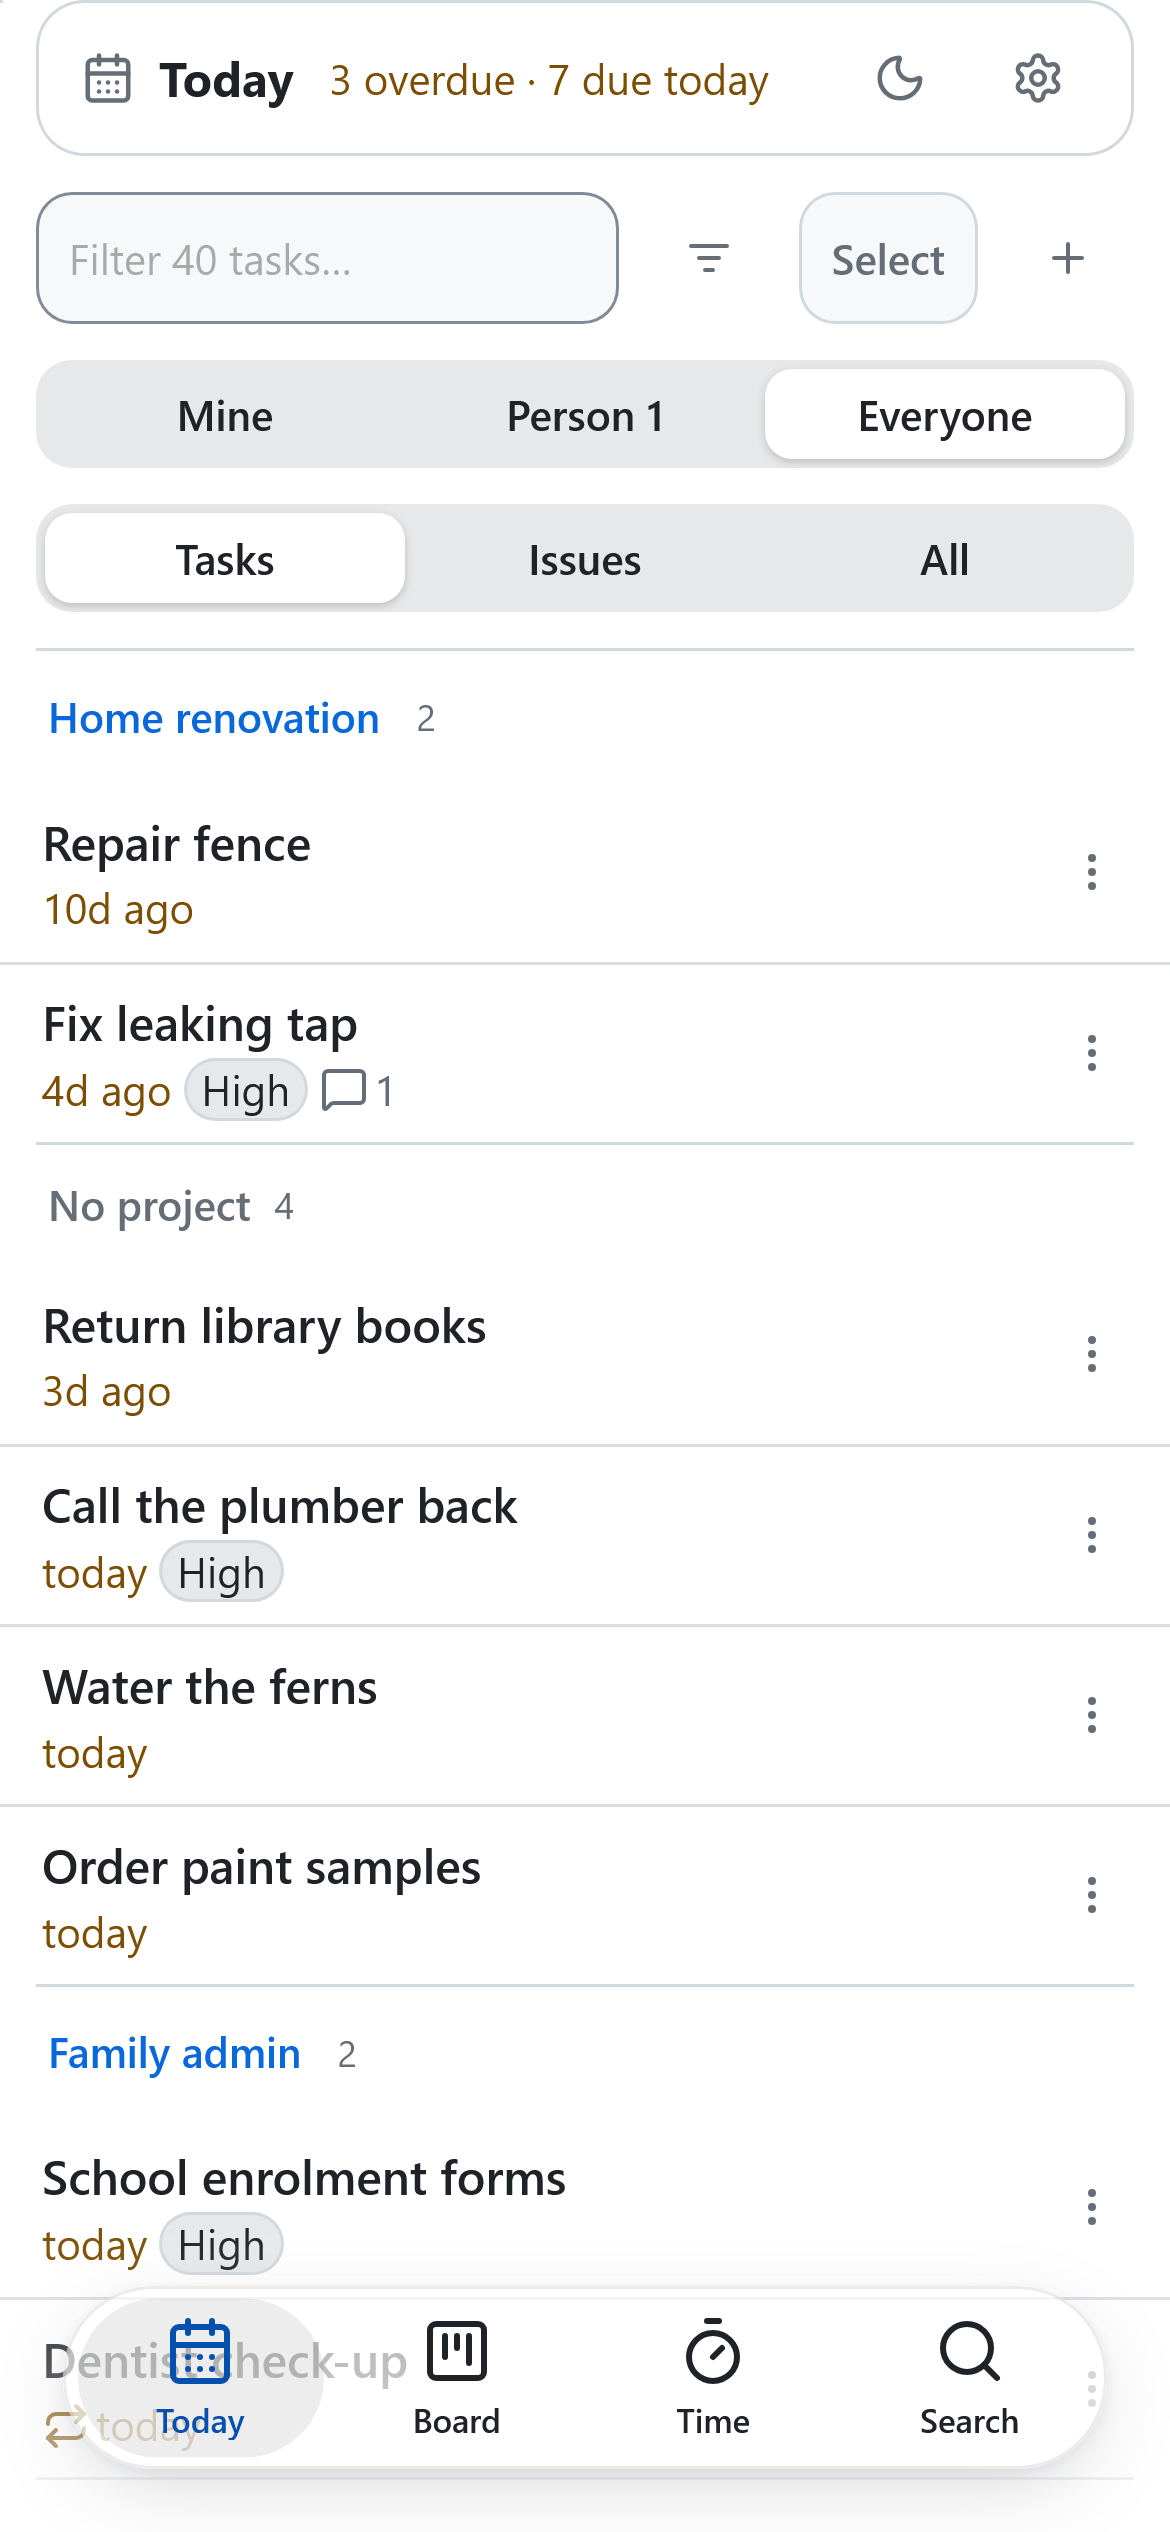 Today 3 overdue · 7 due today
Filter 40 tasks...
Select
Mine
Person 1
Everyone
Tasks
Issues
All
Home renovation 2
Repair fence
10d ago
Fix leaking tap
4d ago High 1
No project 4
Return library books
3d ago
Call the plumber back
today High
Water the ferns
today
Order paint samples
today
Family admin 2
School enrolment forms
today High
Dentist check-up
today
Today
Board
Time
Search